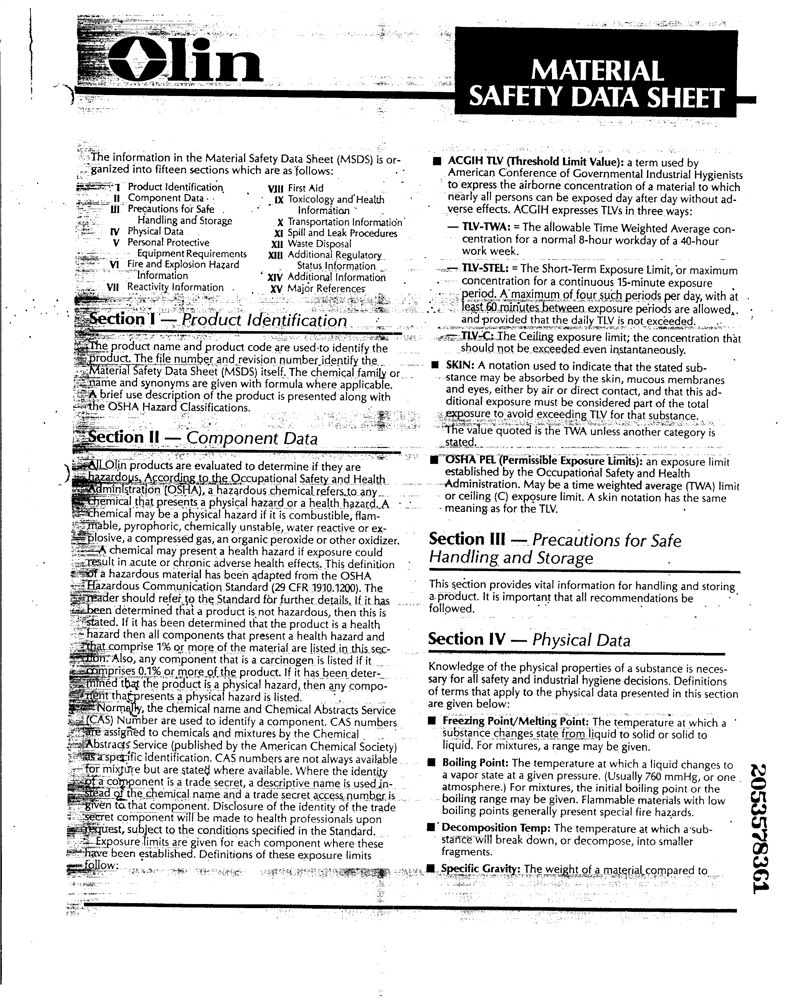 Olin
MATERIAL
SAFETY DATA SHEET
The information in the Material Safety Data Sheet (MSDS) is or-
ganized into fifteen sections which are as follows:
I Product Identification
II Component Data
III Precautions for Safe
Handling and Storage
IV Physical Data
V Personal Protective
Equipment Requirements
VI Fire and Explosion Hazard
Information
VII Reactivity Information
VIII First Aid
IX Toxicology and Health
Information
X Transportation Information
XI Spill and Leak Procedures
XII Waste Disposal
XIII Additional Regulatory
Status Information
XIV Additional Information
XV Major References
Section I — Product Identification
The product name and product code are used to identify the
product. The file number and revision number identify the
Material Safety Data Sheet (MSDS) itself. The chemical family or
name and synonyms are given with formula where applicable.
A brief use description of the product is presented along with
the OSHA Hazard Classifications.
Section II — Component Data
All Olin products are evaluated to determine if they are
hazardous. According to the Occupational Safety and Health
Administration (OSHA), a hazardous chemical refers to any
chemical that presents a physical hazard or a health hazard. A
chemical may be a physical hazard if it is combustible, flam-
mable, pyrophoric, chemically unstable, water reactive or ex-
plosive, a compressed gas, an organic peroxide or other oxidizer.
A chemical may present a health hazard if exposure could
result in acute or chronic adverse health effects. This definition
of a hazardous material has been adapted from the OSHA
Hazardous Communication Standard (29 CFR 1910.1200). The
reader should refer to the Standard for further details. If it has
been determined that a product is not hazardous, then this is
stated. If it has been determined that the product is a health
hazard then all components that present a health hazard and
that comprise 1% or more of the material are listed in this sec-
tion. Also, any component that is a carcinogen is listed if it
comprises 0.1% or more of the product. If it has been deter-
mined that the product is a physical hazard, then any compo-
nent that presents a physical hazard is listed.
Normally, the chemical name and Chemical Abstracts Service
(CAS) Number are used to identify a component. CAS numbers
are assigned to chemicals and mixtures by the Chemical
Abstracts Service (published by the American Chemical Society)
as a specific identification. CAS numbers are not always available
for mixture but are stated where available. Where the identity
of a component is a trade secret, a descriptive name is used in-
stead of the chemical name and a trade secret access number is
given to that component. Disclosure of the identity of the trade
secret component will be made to health professionals upon
request, subject to the conditions specified in the Standard.
Exposure limits are given for each component where these
have been established. Definitions of these exposure limits
follow:
■ ACGIH TLV (Threshold Limit Value): a term used by
American Conference of Governmental Industrial Hygienists
to express the airborne concentration of a material to which
nearly all persons can be exposed day after day without ad-
verse effects. ACGIH expresses TLVs in three ways:
— TLV-TWA: = The allowable Time Weighted Average con-
centration for a normal 8-hour workday of a 40-hour
work week.
— TLV-STEL: = The Short-Term Exposure Limit, or maximum
concentration for a continuous 15-minute exposure
period. A maximum of four such periods per day, with at
least 60 minutes between exposure periods are allowed,
and provided that the daily TLV is not exceeded.
— TLV-C: The Ceiling exposure limit; the concentration that
should not be exceeded even instantaneously.
■ SKIN: A notation used to indicate that the stated sub-
stance may be absorbed by the skin, mucous membranes
and eyes, either by air or direct contact, and that this ad-
ditional exposure must be considered part of the total
exposure to avoid exceeding TLV for that substance.
The value quoted is the TWA unless another category is
stated.
■ OSHA PEL (Permissible Exposure Limits): an exposure limit
established by the Occupational Safety and Health
Administration. May be a time weighted average (TWA) limit
or ceiling (C) exposure limit. A skin notation has the same
meaning as for the TLV.
Section III — Precautions for Safe
Handling and Storage
This section provides vital information for handling and storing
a product. It is important that all recommendations be
followed.
Section IV — Physical Data
Knowledge of the physical properties of a substance is neces-
sary for all safety and industrial hygiene decisions. Definitions
of terms that apply to the physical data presented in this section
are given below:
■ Freezing Point/Melting Point: The temperature at which a
substance changes state from liquid to solid or solid to
liquid. For mixtures, a range may be given.
■ Boiling Point: The temperature at which a liquid changes to
a vapor state at a given pressure. (Usually 760 mmHg, or one
atmosphere.) For mixtures, the initial boiling point or the
boiling range may be given. Flammable materials with low
boiling points generally present special fire hazards.
■ Decomposition Temp: The temperature at which a sub-
stance will break down, or decompose, into smaller
fragments.
■ Specific Gravity: The weight of a material compared to
2053578361